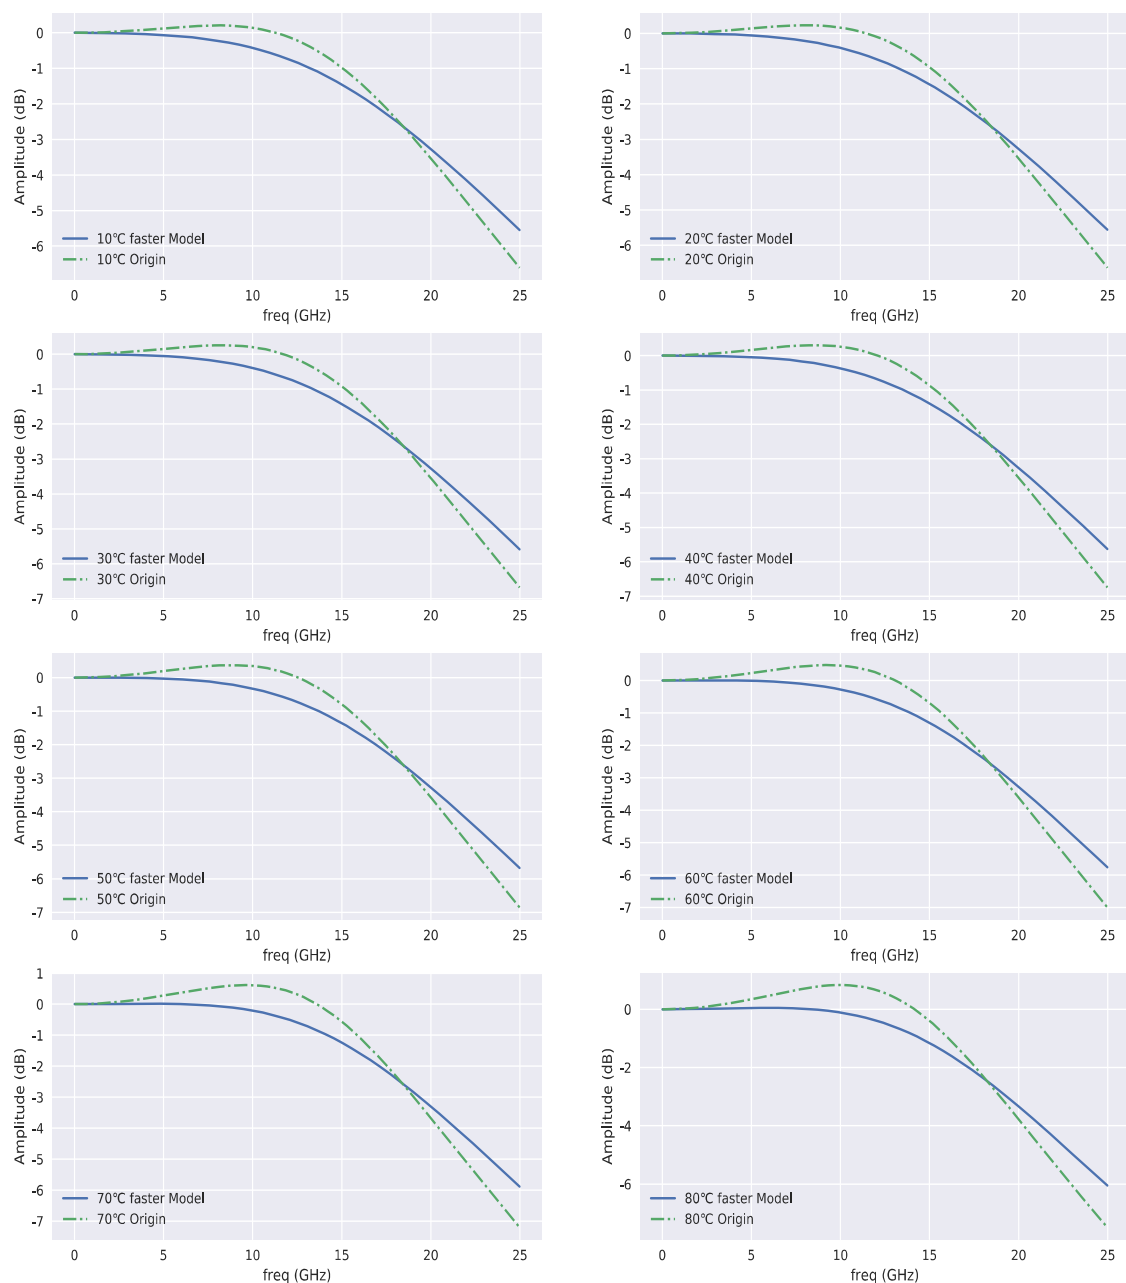 0
-1
-2
-3
-4
-5
-6
Amplitude (dB)
10℃ faster Model
10℃ Origin
0 5 10 15 20 25
freq (GHz)
0
-1
-2
-3
-4
-5
-6
Amplitude (dB)
20℃ faster Model
20℃ Origin
0 5 10 15 20 25
freq (GHz)
0
-1
-2
-3
-4
-5
-6
-7
Amplitude (dB)
30℃ faster Model
30℃ Origin
0 5 10 15 20 25
freq (GHz)
0
-1
-2
-3
-4
-5
-6
-7
Amplitude (dB)
40℃ faster Model
40℃ Origin
0 5 10 15 20 25
freq (GHz)
0
-1
-2
-3
-4
-5
-6
-7
Amplitude (dB)
50℃ faster Model
50℃ Origin
0 5 10 15 20 25
freq (GHz)
0
-1
-2
-3
-4
-5
-6
-7
Amplitude (dB)
60℃ faster Model
60℃ Origin
0 5 10 15 20 25
freq (GHz)
1
0
-1
-2
-3
-4
-5
-6
-7
Amplitude (dB)
70℃ faster Model
70℃ Origin
0 5 10 15 20 25
freq (GHz)
0
-2
-4
-6
Amplitude (dB)
80℃ faster Model
80℃ Origin
0 5 10 15 20 25
freq (GHz)